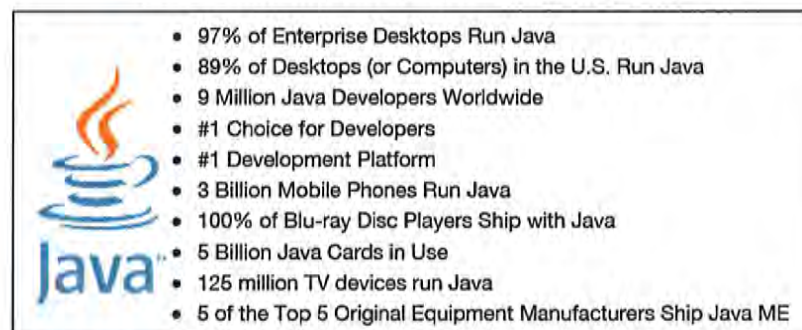 • 97% of Enterprise Desktops Run Java
• 89% of Desktops (or Computers) in the U.S. Run Java
• 9 Million Java Developers Worldwide
• #1 Choice for Developers
• #1 Development Platform
• 3 Billion Mobile Phones Run Java
• 100% of Blu-ray Disc Players Ship with Java
• 5 Billion Java Cards in Use
• 125 million TV devices run Java
• 5 of the Top 5 Original Equipment Manufacturers Ship Java ME
Java™